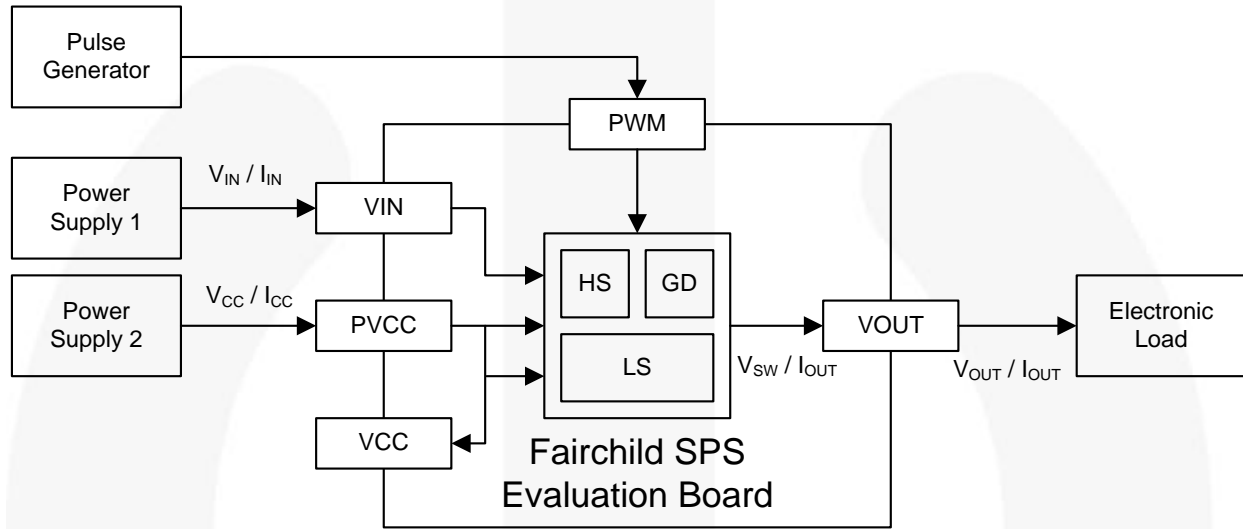 Pulse
Generator
PWM
Power
Supply 1
V_IN / I_IN
VIN
HS
GD
Power
Supply 2
V_CC / I_CC
PVCC
LS
V_SW / I_OUT
VOUT
V_OUT / I_OUT
Electronic
Load
VCC
Fairchild SPS
Evaluation Board